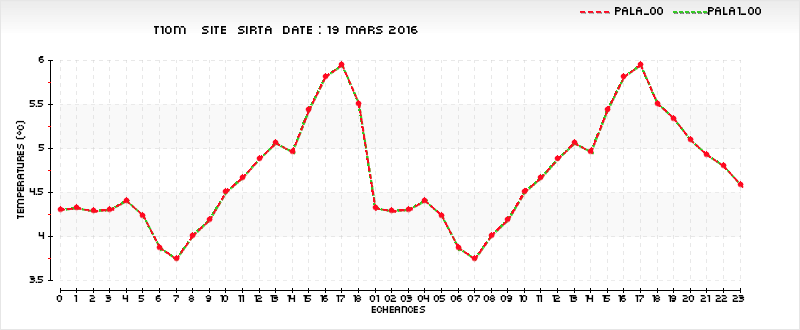 PALA_00 PALA1_00
T10M SITE SIRTA DATE : 19 MARS 2016
6
5.5
5
4.5
4
3.5
TEMPERATURES (°C)
0 1 2 3 4 5 6 7 8 9 10 11 12 13 14 15 16 17 18 01 02 03 04 05 06 07 08 09 10 11 12 13 14 15 16 17 18 19 20 21 22 23
ECHEANCES